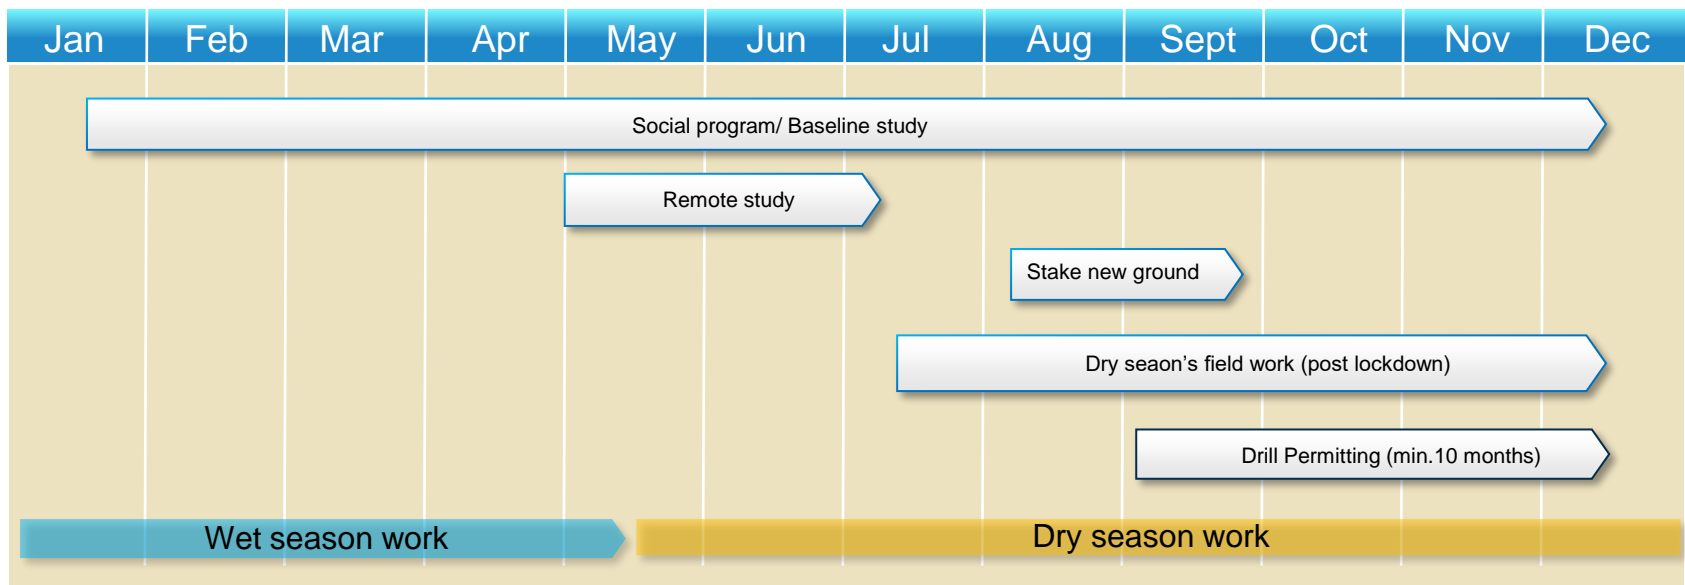 Jan Feb Mar Apr May Jun Jul Aug Sept Oct Nov Dec
Social program/ Baseline study
Remote study
Stake new ground
Dry seaon’s field work (post lockdown)
Drill Permitting (min.10 months)
Wet season work Dry season work